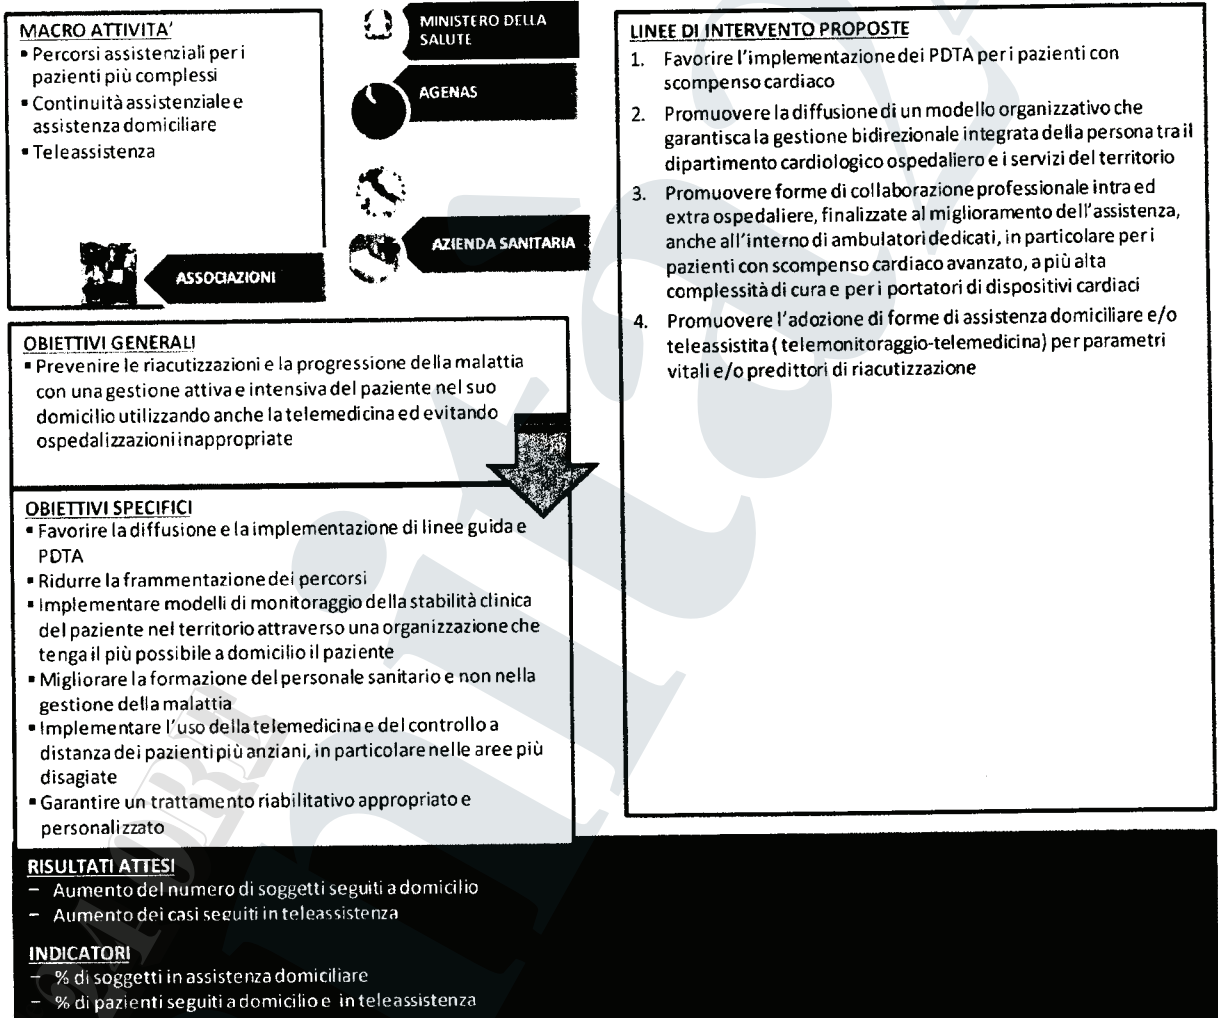 MACRO ATTIVITA'
▪ Percorsi assistenziali per i
pazienti più complessi
▪ Continuità assistenziale e
assistenza domiciliare
▪ Teleassistenza
ASSOCIAZIONI
MINISTERO DELLA
SALUTE
AGENAS
AZIENDA SANITARIA
OBIETTIVI GENERALI
▪ Prevenire le riacutizzazioni e la progressione della malattia
con una gestione attiva e intensiva del paziente nel suo
domicilio utilizzando anche la telemedicina ed evitando
ospedalizzazioni inappropriate
OBIETTIVI SPECIFICI
▪ Favorire la diffusione e la implementazione di linee guida e
PDTA
▪ Ridurre la frammentazione dei percorsi
▪ Implementare modelli di monitoraggio della stabilità clinica
del paziente nel territorio attraverso una organizzazione che
tenga il più possibile a domicilio il paziente
▪ Migliorare la formazione del personale sanitario e non nella
gestione della malattia
▪ Implementare l'uso della telemedicina e del controllo a
distanza dei pazienti più anziani, in particolare nelle aree più
disagiate
▪ Garantire un trattamento riabilitativo appropriato e
personalizzato
LINEE DI INTERVENTO PROPOSTE
1. Favorire l'implementazione dei PDTA per i pazienti con
scompenso cardiaco
2. Promuovere la diffusione di un modello organizzativo che
garantisca la gestione bidirezionale integrata della persona tra il
dipartimento cardiologico ospedaliero e i servizi del territorio
3. Promuovere forme di collaborazione professionale intra ed
extra ospedaliere, finalizzate al miglioramento dell'assistenza,
anche all'interno di ambulatori dedicati, in particolare per i
pazienti con scompenso cardiaco avanzato, a più alta
complessità di cura e per i portatori di dispositivi cardiaci
4. Promuovere l'adozione di forme di assistenza domiciliare e/o
teleassistita ( telemonitoraggio-telemedicina) per parametri
vitali e/o predittori di riacutizzazione
RISULTATI ATTESI
– Aumento del numero di soggetti seguiti a domicilio
– Aumento dei casi seguiti in teleassistenza
INDICATORI
– % di soggetti in assistenza domiciliare
– % di pazienti seguiti a domicilio e in teleassistenza